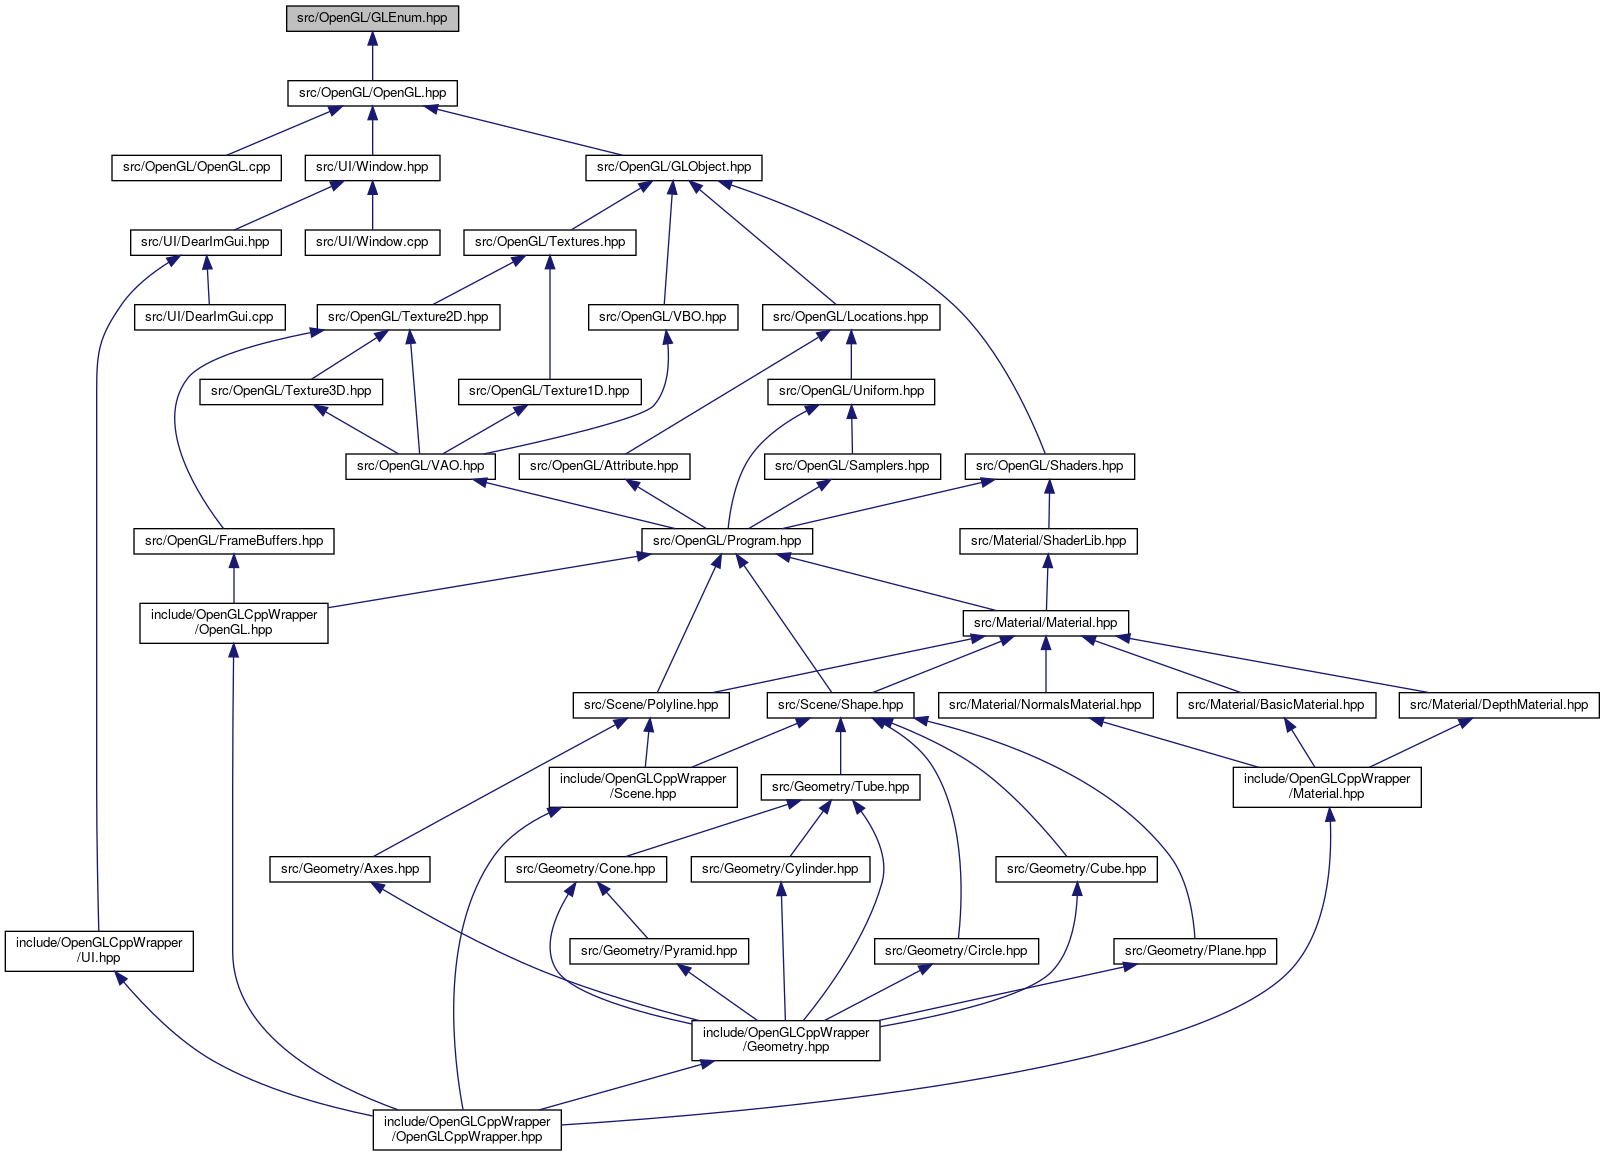 src/OpenGL/GLEnum.hpp
src/OpenGL/OpenGL.hpp
src/OpenGL/OpenGL.cpp
src/UI/Window.hpp
src/OpenGL/GLObject.hpp
src/UI/DearImGui.hpp
src/UI/Window.cpp
src/OpenGL/Textures.hpp
src/UI/DearImGui.cpp
src/OpenGL/Texture2D.hpp
src/OpenGL/VBO.hpp
src/OpenGL/Locations.hpp
src/OpenGL/Texture3D.hpp
src/OpenGL/Texture1D.hpp
src/OpenGL/Uniform.hpp
src/OpenGL/VAO.hpp
src/OpenGL/Attribute.hpp
src/OpenGL/Samplers.hpp
src/OpenGL/Shaders.hpp
src/OpenGL/FrameBuffers.hpp
src/OpenGL/Program.hpp
src/Material/ShaderLib.hpp
include/OpenGLCppWrapper
/OpenGL.hpp
src/Material/Material.hpp
src/Scene/Polyline.hpp
src/Scene/Shape.hpp
src/Material/NormalsMaterial.hpp
src/Material/BasicMaterial.hpp
src/Material/DepthMaterial.hpp
include/OpenGLCppWrapper
/Scene.hpp
src/Geometry/Tube.hpp
include/OpenGLCppWrapper
/Material.hpp
src/Geometry/Axes.hpp
src/Geometry/Cone.hpp
src/Geometry/Cylinder.hpp
src/Geometry/Cube.hpp
include/OpenGLCppWrapper
/UI.hpp
src/Geometry/Pyramid.hpp
src/Geometry/Circle.hpp
src/Geometry/Plane.hpp
include/OpenGLCppWrapper
/Geometry.hpp
include/OpenGLCppWrapper
/OpenGLCppWrapper.hpp